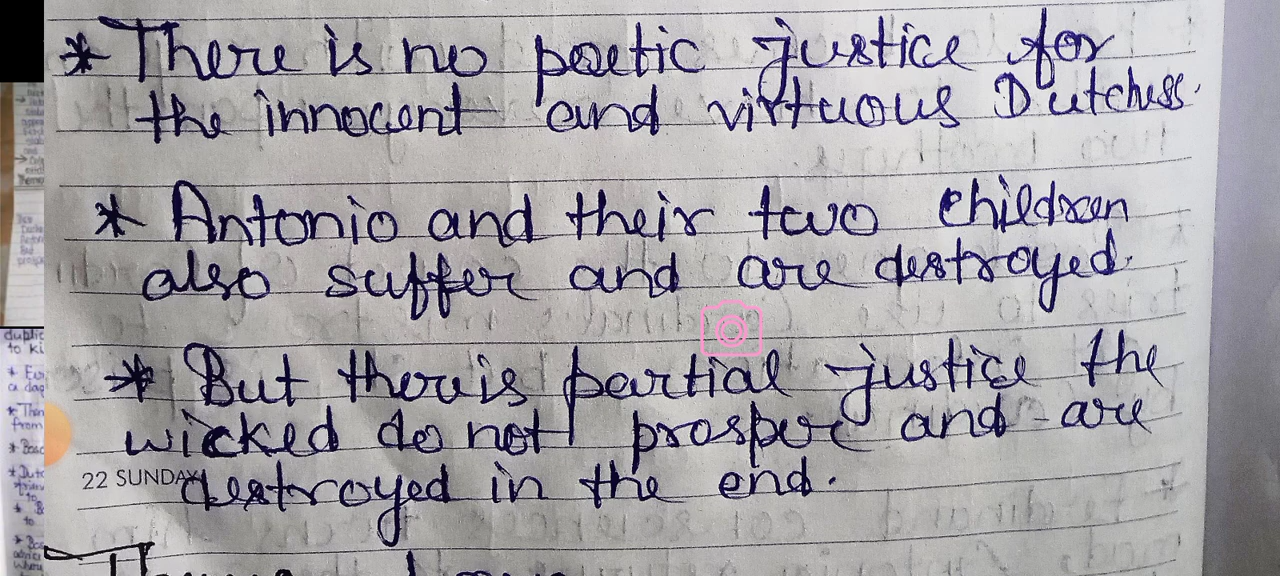 * There is no poetic justice for
the innocent and virtuous Dutchess.
* Antonio and their two children
also suffer and are destroyed.
* But there is partial justice the
wicked do not prosper and are
22 SUNDAY destroyed in the end.